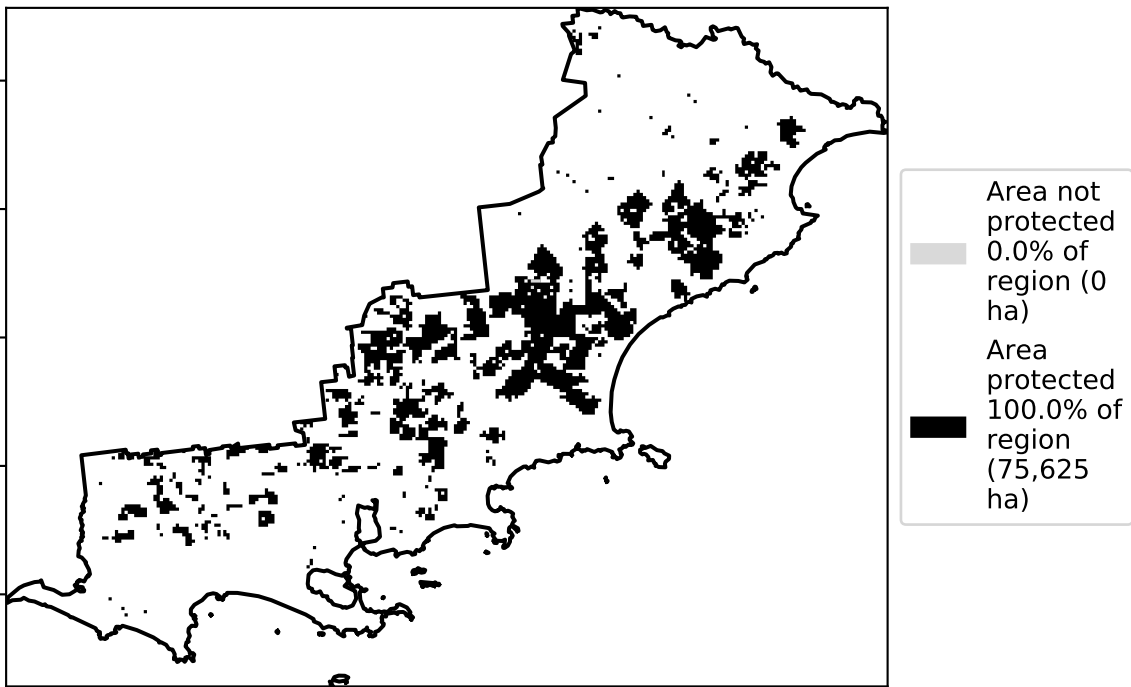 Area not
protected
0.0% of
region (0
ha)
Area
protected
100.0% of
region
(75,625
ha)